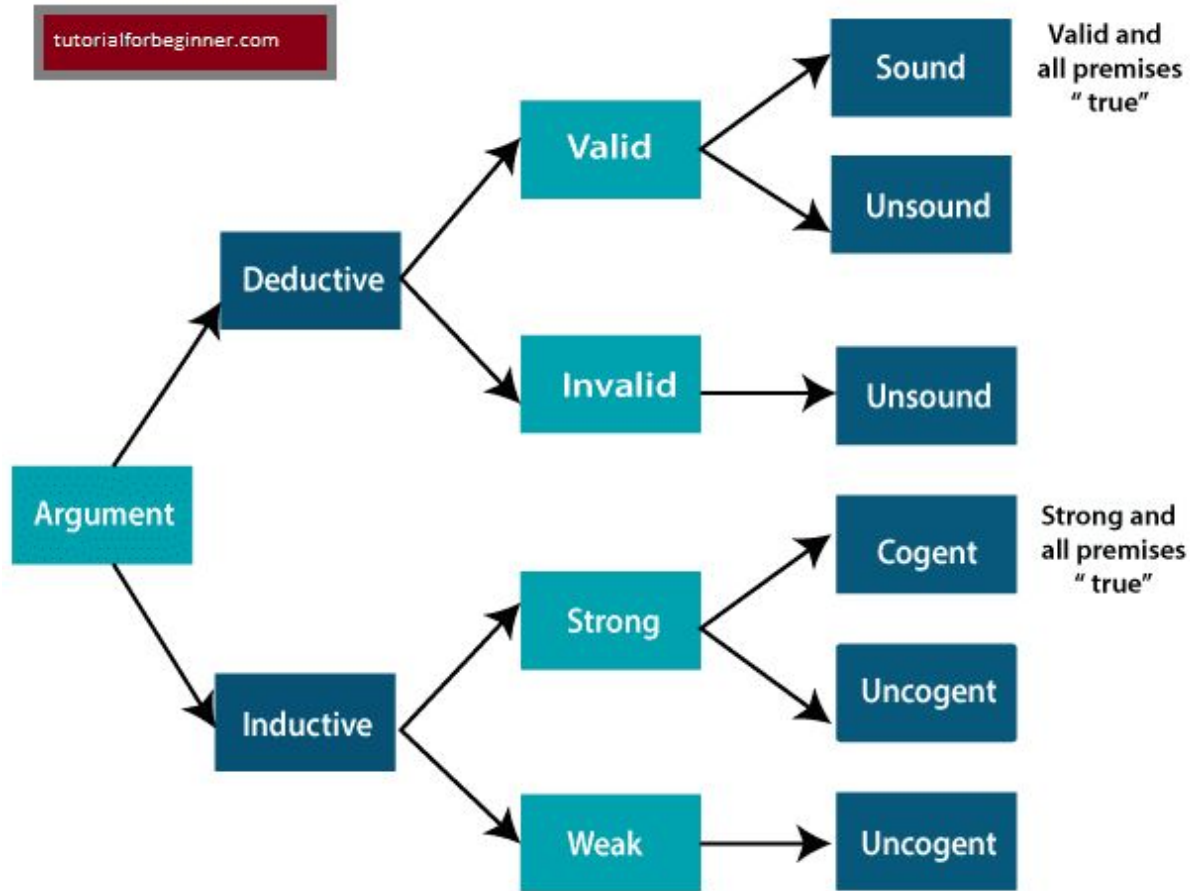 tutorialforbeginner.com
Sound
Valid and
all premises
“ true”
Valid
Unsound
Deductive
Invalid
Unsound
Argument
Cogent
Strong and
all premises
“ true”
Strong
Uncogent
Inductive
Weak
Uncogent